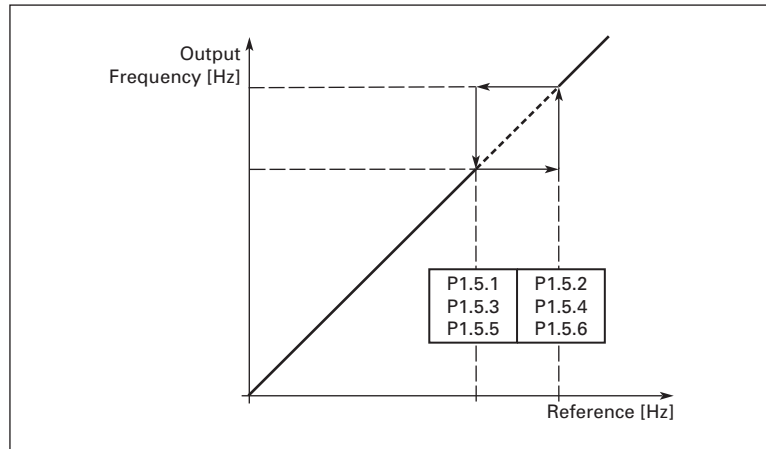 Output
Frequency [Hz]
P1.5.1 P1.5.2
P1.5.3 P1.5.4
P1.5.5 P1.5.6
Reference [Hz]